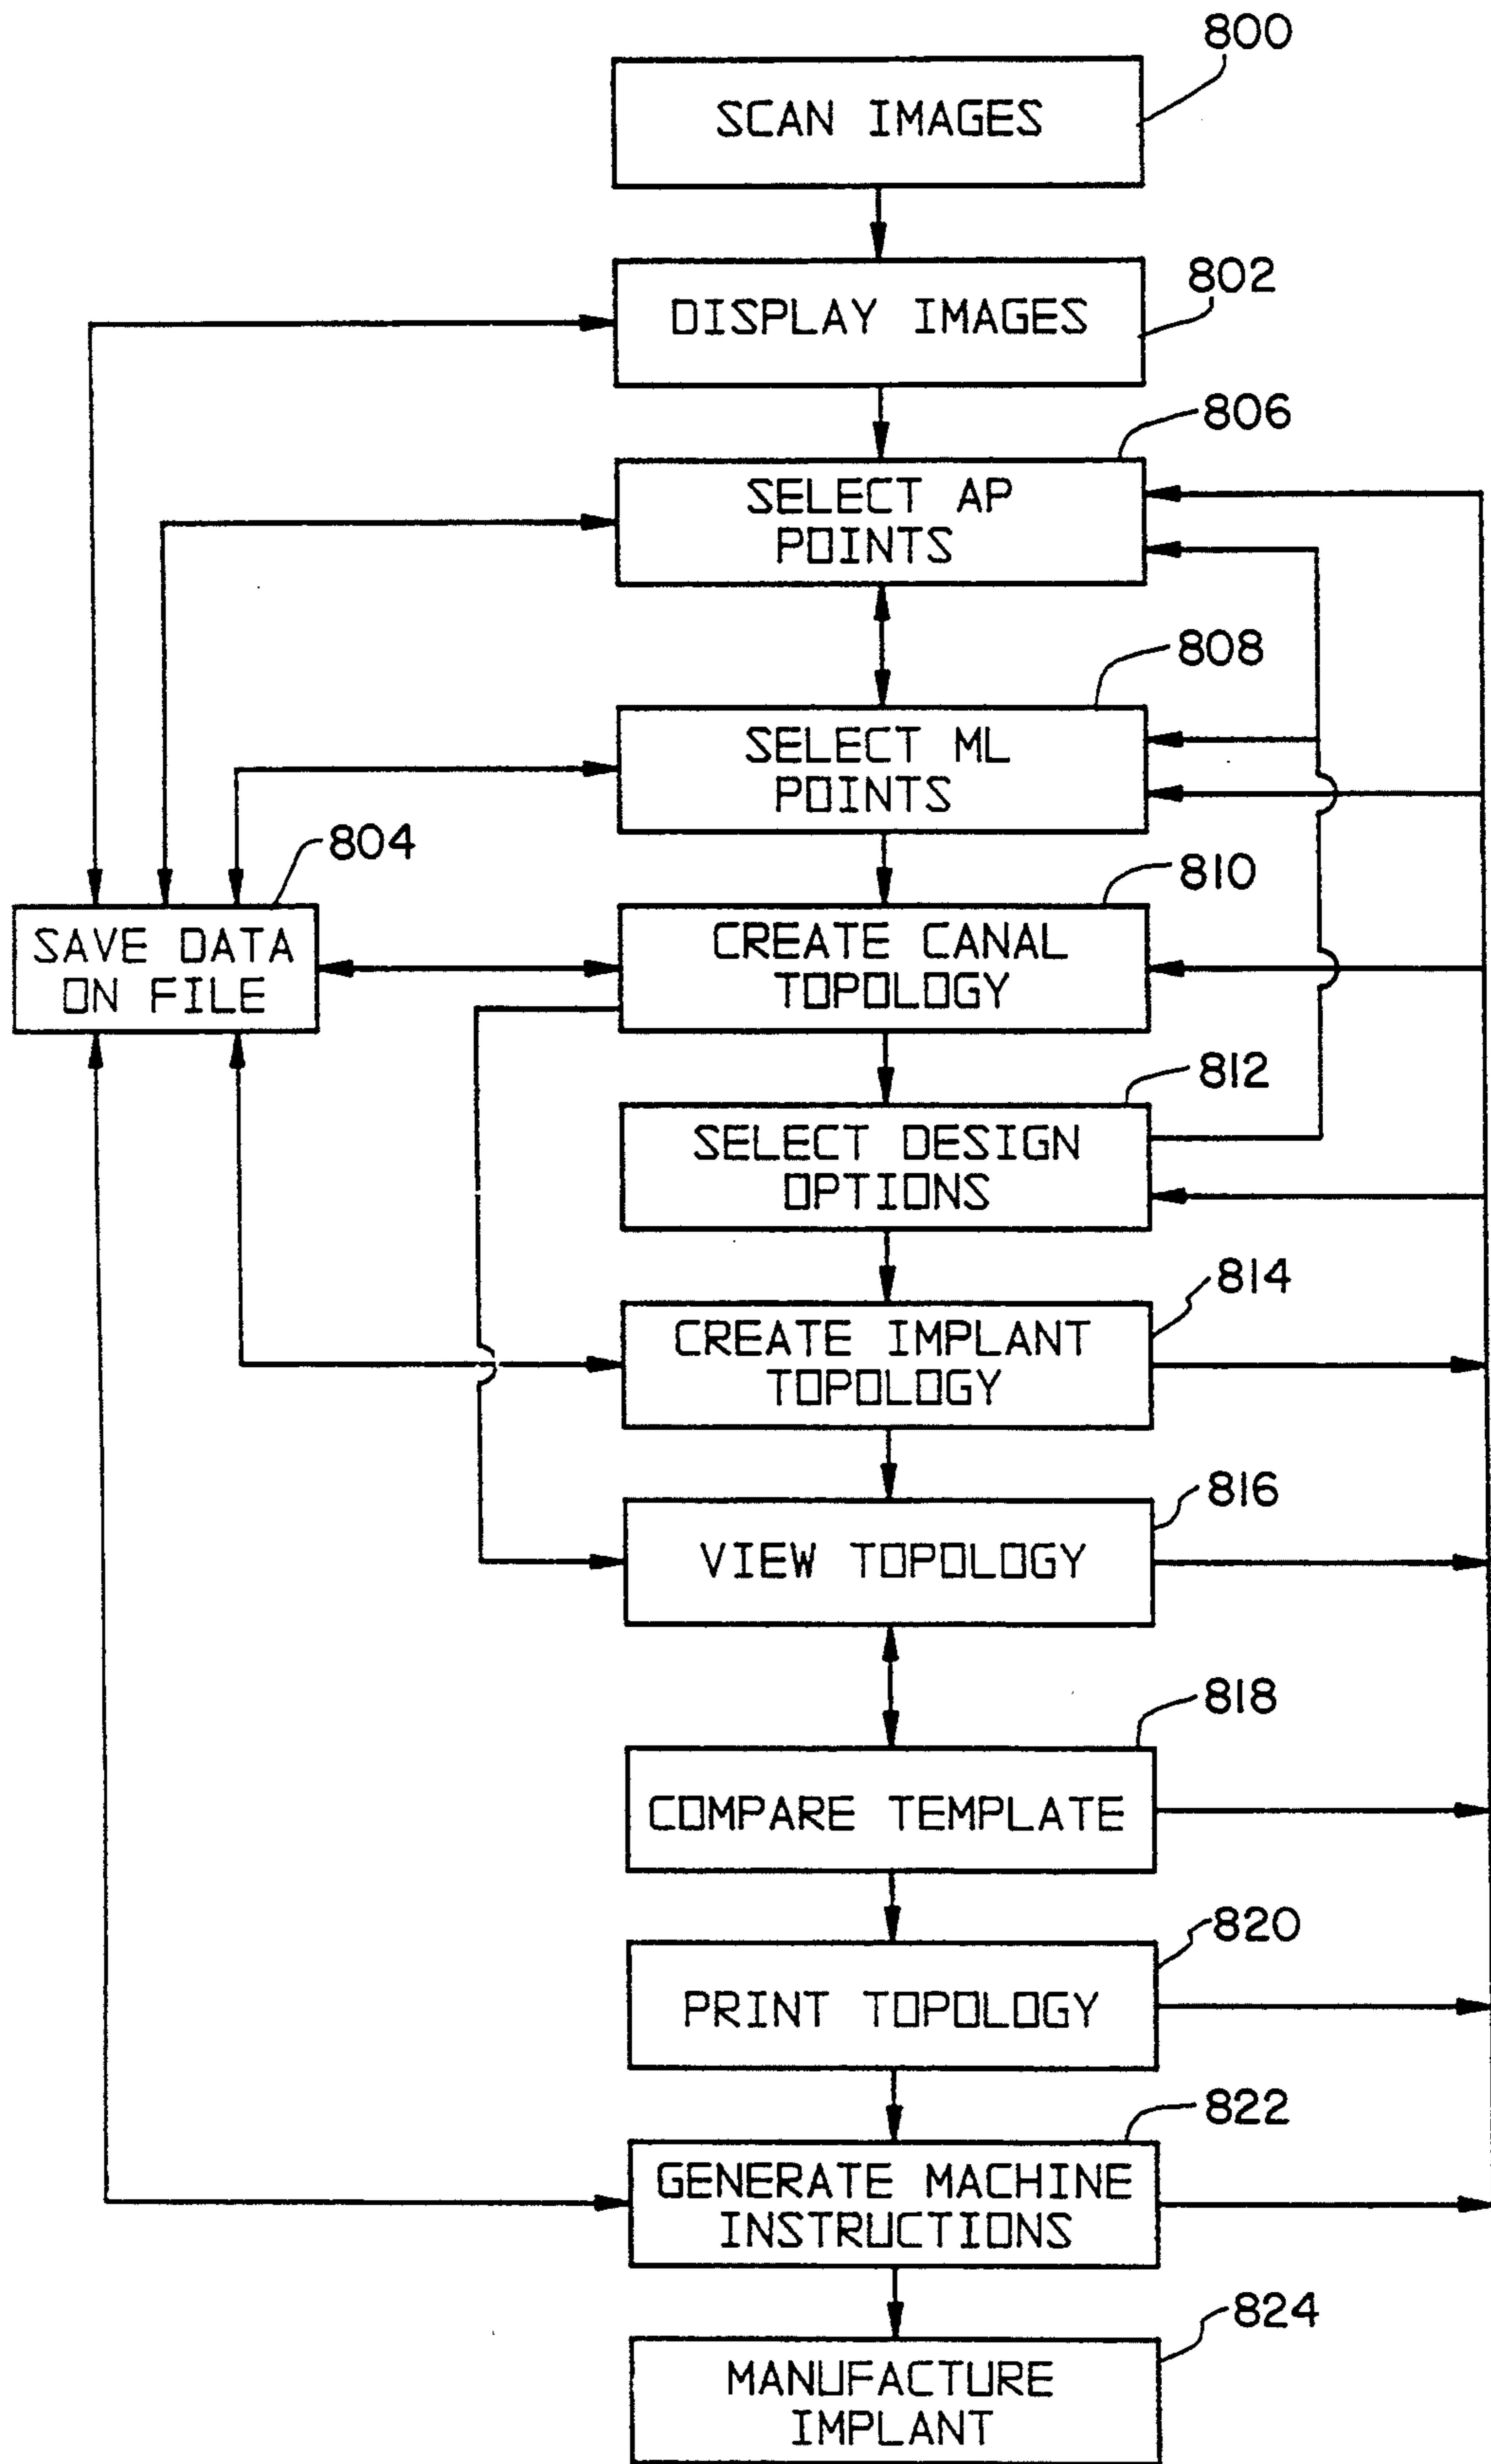 800
SCAN IMAGES
802
DISPLAY IMAGES
806
SELECT AP
POINTS
808
SELECT ML
POINTS
804
SAVE DATA
ON FILE
810
CREATE CANAL
TOPOLOGY
812
SELECT DESIGN
OPTIONS
814
CREATE IMPLANT
TOPOLOGY
816
VIEW TOPOLOGY
818
COMPARE TEMPLATE
820
PRINT TOPOLOGY
822
GENERATE MACHINE
INSTRUCTIONS
824
MANUFACTURE
IMPLANT